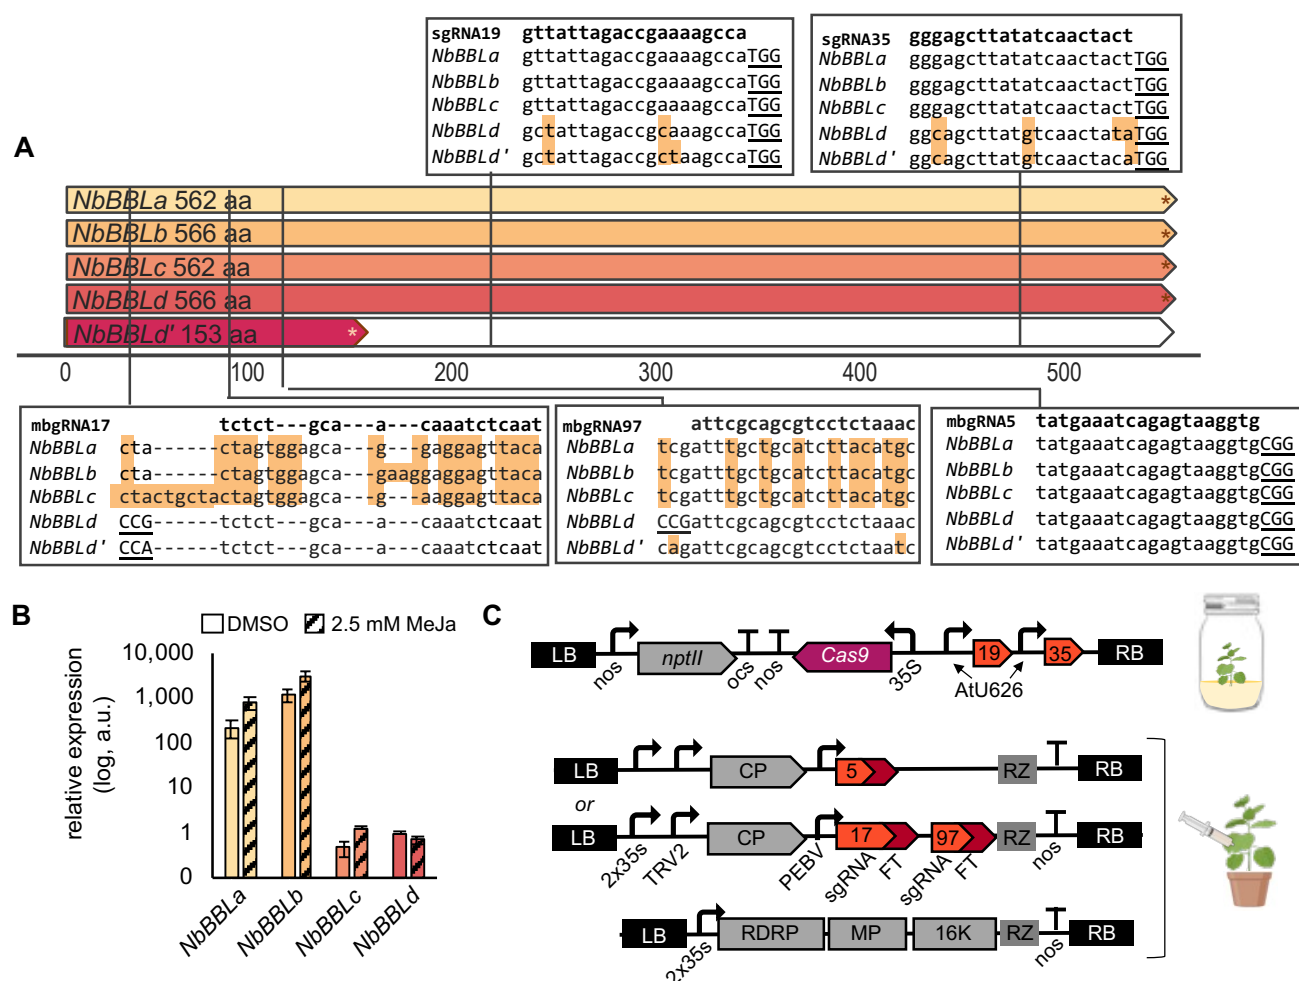 A
sgRNA19 gttattagaccgaaaagcca
NbBBLa gttattagaccgaaaagccaTGG
NbBBLb gttattagaccgaaaagccaTGG
NbBBLc gttattagaccgaaaagccaTGG
NbBBLd gctattagaccgcaaagccaTGG
NbBBLd' gctattagaccgctaagccaTGG
sgRNA35 gggagcttatatcaactact
NbBBLa gggagcttatatcaactactTGG
NbBBLb gggagcttatatcaactactTGG
NbBBLc gggagcttatatcaactactTGG
NbBBLd ggcagcttatgtcaactataTGG
NbBBLd' ggcagcttatgtcaactacaTGG
NbBBLa 562 aa *
NbBBLb 566 aa *
NbBBLc 562 aa *
NbBBLd 566 aa *
NbBBLd' 153 aa *
0 100 200 300 400 500
mbgRNA17 tctct---gca---a---caaatctcaat
NbBBLa cta------ctagtggagca---g---gaggagttaca
NbBBLb cta------ctagtggagca---gaaggaggagttaca
NbBBLc ctactgctactagtggagca---g---aaggagttaca
NbBBLd CCG------tctct---gca---a---caaatctcaat
NbBBLd' CCA------tctct---gca---a---caaatctcaat
mbgRNA97 attcgcagcgtcctctaaac
NbBBLa tcgatttgctgcatcttacatgc
NbBBLb tcgatttgctgcatcttacatgc
NbBBLc tcgatttgctgcatcttacatgc
NbBBLd CCGattcgcagcgtcctctaaac
NbBBLd' cagattcgcagcgtcctctaatc
mbgRNA5 tatgaaatcagagtaaggtg
NbBBLa tatgaaatcagagtaaggtgCGG
NbBBLb tatgaaatcagagtaaggtgCGG
NbBBLc tatgaaatcagagtaaggtgCGG
NbBBLd tatgaaatcagagtaaggtgCGG
NbBBLd' tatgaaatcagagtaaggtgCGG
B
DMSO 2.5 mM MeJa
relative expression
(log, a.u.)
10,000
1,000
100
10
1
0
NbBBLa NbBBLb NbBBLc NbBBLd
C
LB nos nptII ocs nos Cas9 35S 19 35 RB
AtU626
LB CP 5 RZ RB
or
LB 2x35s TRV2 CP PEBV 17 97 RZ nos RB
sgRNA FT sgRNA FT
LB 2x35s RDRP MP 16K RZ nos RB